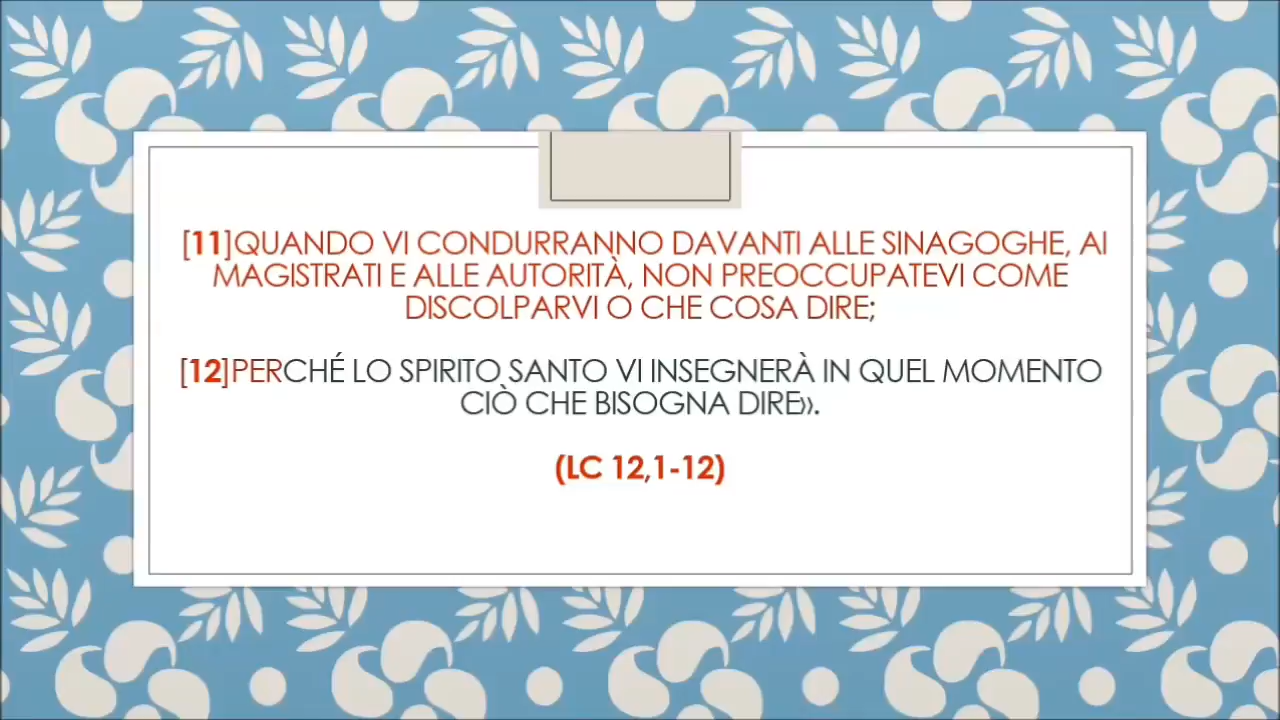 [11]QUANDO VI CONDURRANNO DAVANTI ALLE SINAGOGHE, AI
MAGISTRATI E ALLE AUTORITÀ, NON PREOCCUPATEVI COME
DISCOLPARVI O CHE COSA DIRE;
[12]PERCHÉ LO SPIRITO SANTO VI INSEGNERÀ IN QUEL MOMENTO
CIÒ CHE BISOGNA DIRE».
(LC 12,1-12)